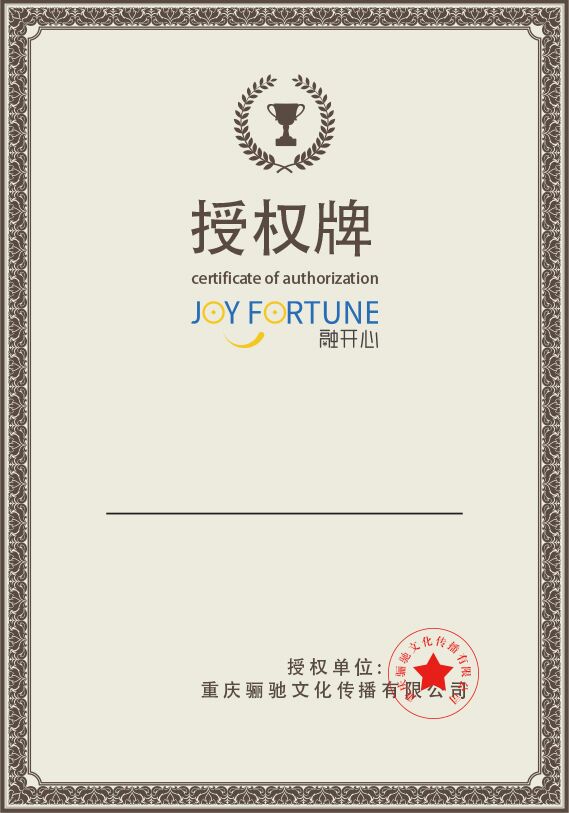 授权牌
certificate of authorization
JOY FORTUNE
融开心
授权单位:
重庆骊驰文化传播有限公司
重庆骊驰文化传播有限公司